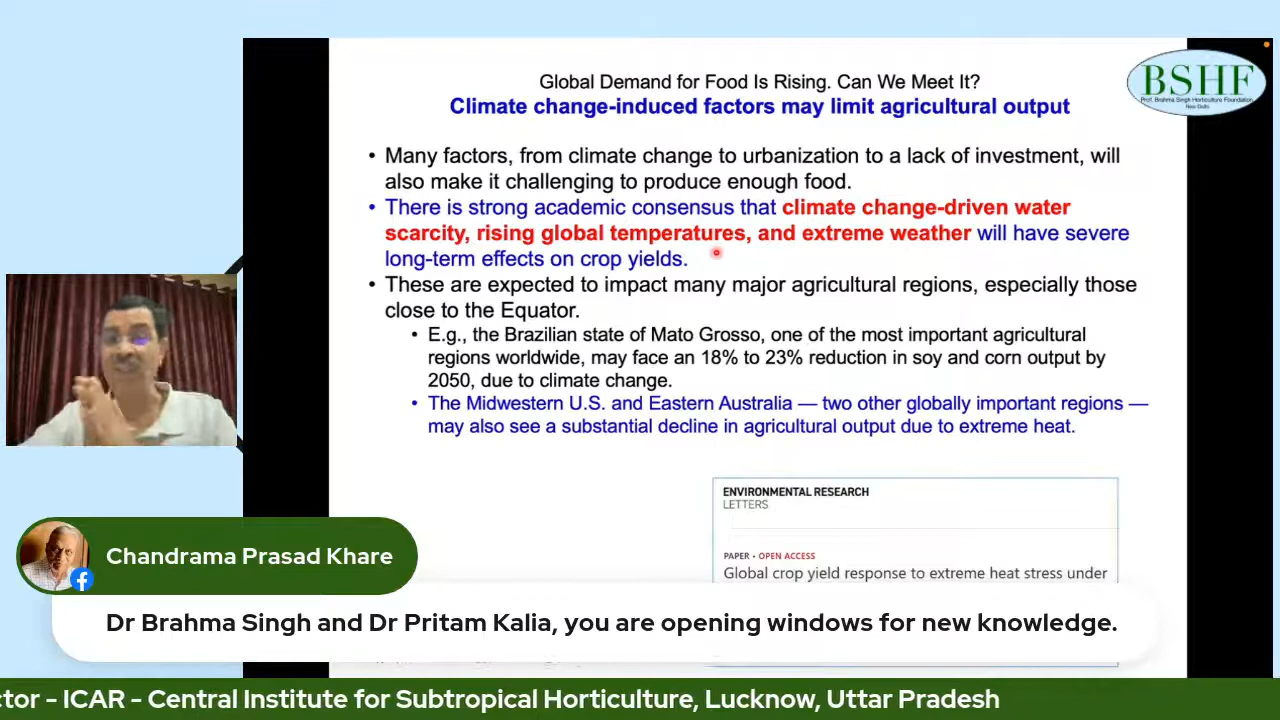 Global Demand for Food Is Rising. Can We Meet It?
Climate change-induced factors may limit agricultural output
BSHF
Prof. Brahma Singh Horticulture Foundation
New Delhi
• Many factors, from climate change to urbanization to a lack of investment, will
also make it challenging to produce enough food.
• There is strong academic consensus that climate change-driven water
scarcity, rising global temperatures, and extreme weather will have severe
long-term effects on crop yields.
• These are expected to impact many major agricultural regions, especially those
close to the Equator.
• E.g., the Brazilian state of Mato Grosso, one of the most important agricultural
regions worldwide, may face an 18% to 23% reduction in soy and corn output by
2050, due to climate change.
• The Midwestern U.S. and Eastern Australia — two other globally important regions —
may also see a substantial decline in agricultural output due to extreme heat.
ENVIRONMENTAL RESEARCH
LETTERS
PAPER • OPEN ACCESS
Global crop yield response to extreme heat stress under
Chandrama Prasad Khare
Dr Brahma Singh and Dr Pritam Kalia, you are opening windows for new knowledge.
ctor - ICAR - Central Institute for Subtropical Horticulture, Lucknow, Uttar Pradesh